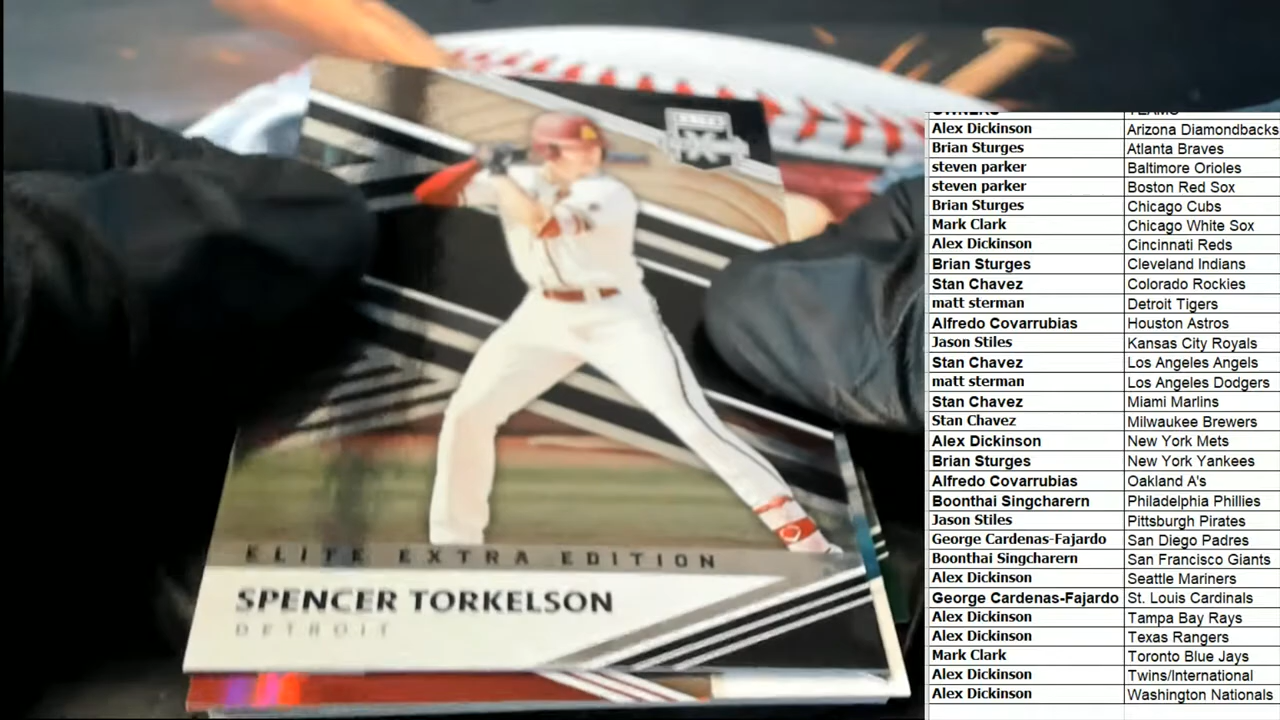 ELITE
EXTRA
ELITE EXTRA EDITION
SPENCER TORKELSON
DETROIT
OWNERS TEAMS
Alex Dickinson Arizona Diamondbacks
Brian Sturges Atlanta Braves
steven parker Baltimore Orioles
steven parker Boston Red Sox
Brian Sturges Chicago Cubs
Mark Clark Chicago White Sox
Alex Dickinson Cincinnati Reds
Brian Sturges Cleveland Indians
Stan Chavez Colorado Rockies
matt sterman Detroit Tigers
Alfredo Covarrubias Houston Astros
Jason Stiles Kansas City Royals
Stan Chavez Los Angeles Angels
matt sterman Los Angeles Dodgers
Stan Chavez Miami Marlins
Stan Chavez Milwaukee Brewers
Alex Dickinson New York Mets
Brian Sturges New York Yankees
Alfredo Covarrubias Oakland A's
Boonthai Singcharern Philadelphia Phillies
Jason Stiles Pittsburgh Pirates
George Cardenas-Fajardo San Diego Padres
Boonthai Singcharern San Francisco Giants
Alex Dickinson Seattle Mariners
George Cardenas-Fajardo St. Louis Cardinals
Alex Dickinson Tampa Bay Rays
Alex Dickinson Texas Rangers
Mark Clark Toronto Blue Jays
Alex Dickinson Twins/International
Alex Dickinson Washington Nationals